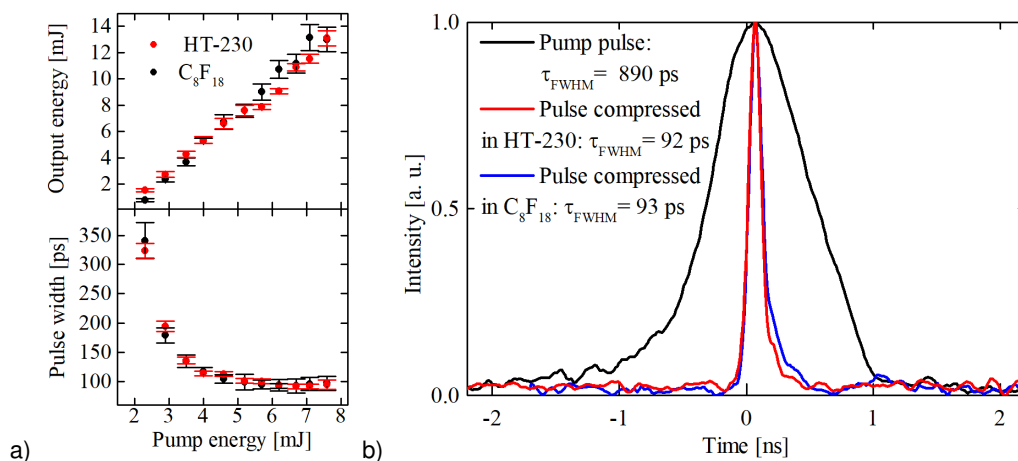 14
12
10
8
6
4
2
Output energy [mJ]
HT-230
C₈F₁₈
350
300
250
200
150
100
Pulse width [ps]
2 3 4 5 6 7 8
Pump energy [mJ]
a)
1.0
0.5
0.0
Intensity [a. u.]
Pump pulse:
τFWHM= 890 ps
Pulse compressed
in HT-230: τFWHM= 92 ps
Pulse compressed
in C₈F₁₈: τFWHM= 93 ps
-2 -1 0 1 2
Time [ns]
b)